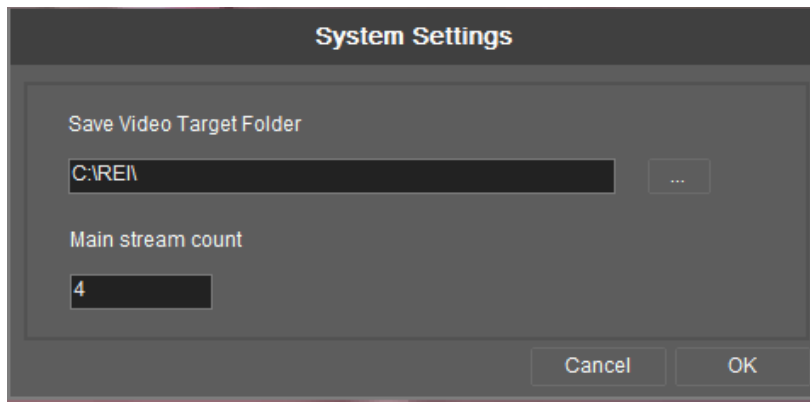 System Settings
Save Video Target Folder
C:\REI\
...
Main stream count
4
Cancel
OK